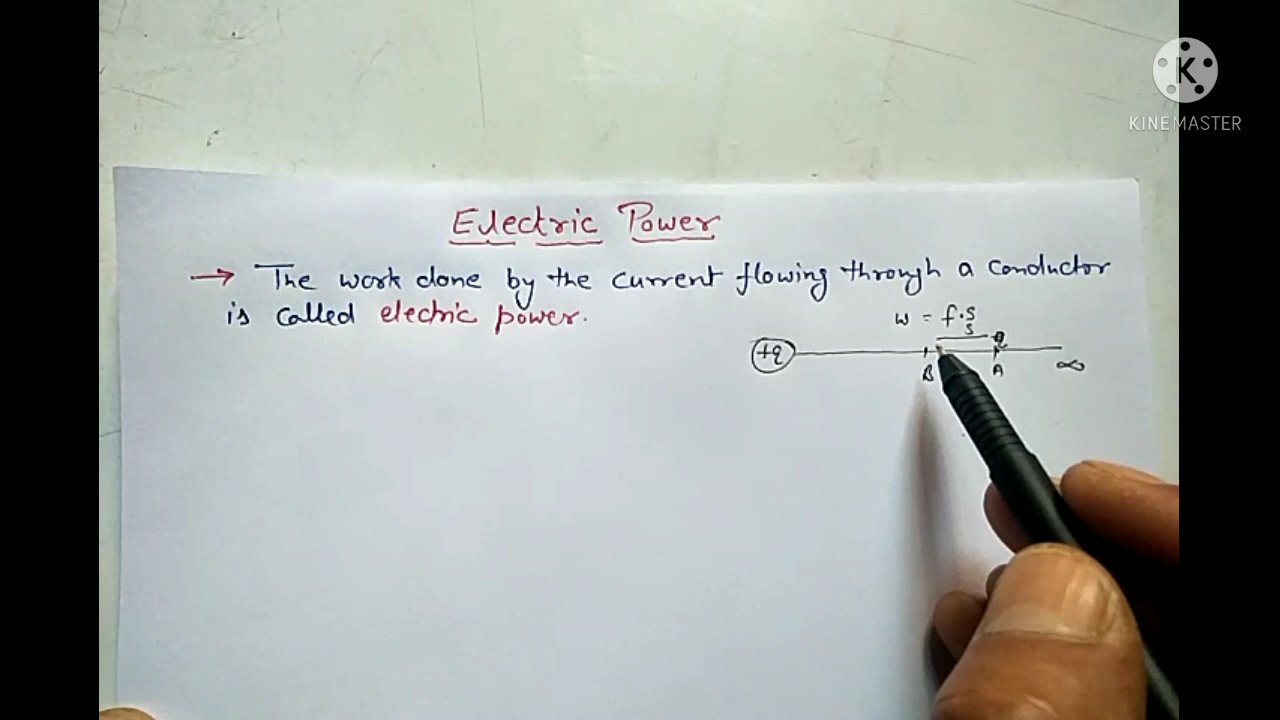 KINEMASTER
Electric Power
→ The work done by the current flowing through a conductor
is called electric power.
W = f.s
s
+q
q
B A ∞